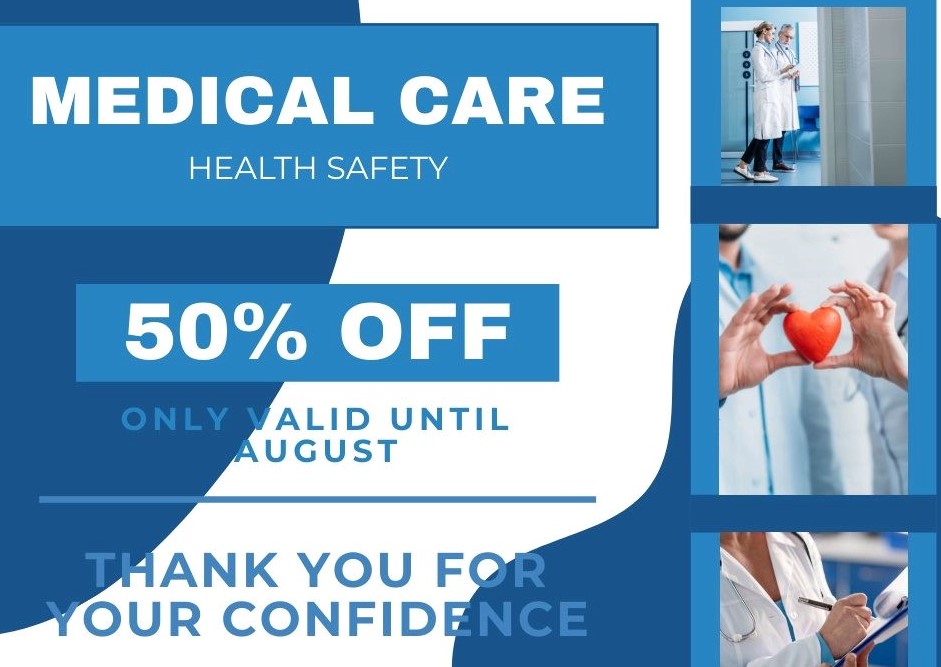 MEDICAL CARE
HEALTH SAFETY
50% OFF
ONLY VALID UNTIL
AUGUST
THANK YOU FOR
YOUR CONFIDENCE